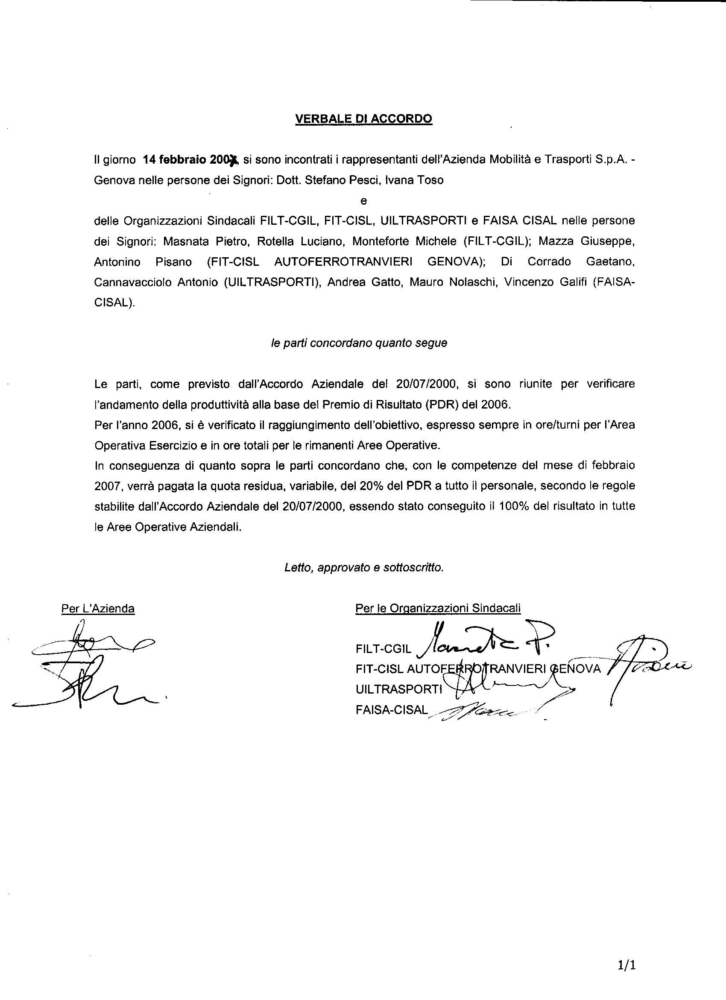 VERBALE DI ACCORDO
Il giorno 14 febbraio 2007, si sono incontrati i rappresentanti dell'Azienda Mobilità e Trasporti S.p.A. -
Genova nelle persone dei Signori: Dott. Stefano Pesci, Ivana Toso
e
delle Organizzazioni Sindacali FILT-CGIL, FIT-CISL, UILTRASPORTI e FAISA CISAL nelle persone
dei Signori: Masnata Pietro, Rotella Luciano, Monteforte Michele (FILT-CGIL); Mazza Giuseppe,
Antonino Pisano (FIT-CISL AUTOFERROTRANVIERI GENOVA); Di Corrado Gaetano,
Cannavacciolo Antonio (UILTRASPORTI), Andrea Gatto, Mauro Nolaschi, Vincenzo Galifi (FAISA-
CISAL).
le parti concordano quanto segue
Le parti, come previsto dall'Accordo Aziendale del 20/07/2000, si sono riunite per verificare
l'andamento della produttività alla base del Premio di Risultato (PDR) del 2006.
Per l'anno 2006, si è verificato il raggiungimento dell'obiettivo, espresso sempre in ore/turni per l'Area
Operativa Esercizio e in ore totali per le rimanenti Aree Operative.
In conseguenza di quanto sopra le parti concordano che, con le competenze del mese di febbraio
2007, verrà pagata la quota residua, variabile, del 20% del PDR a tutto il personale, secondo le regole
stabilite dall'Accordo Aziendale del 20/07/2000, essendo stato conseguito il 100% del risultato in tutte
le Aree Operative Aziendali.
Letto, approvato e sottoscritto.
Per L'Azienda
Per le Organizzazioni Sindacali
FILT-CGIL
FIT-CISL AUTOFERROTRANVIERI GENOVA
UILTRASPORTI
FAISA-CISAL
1/1